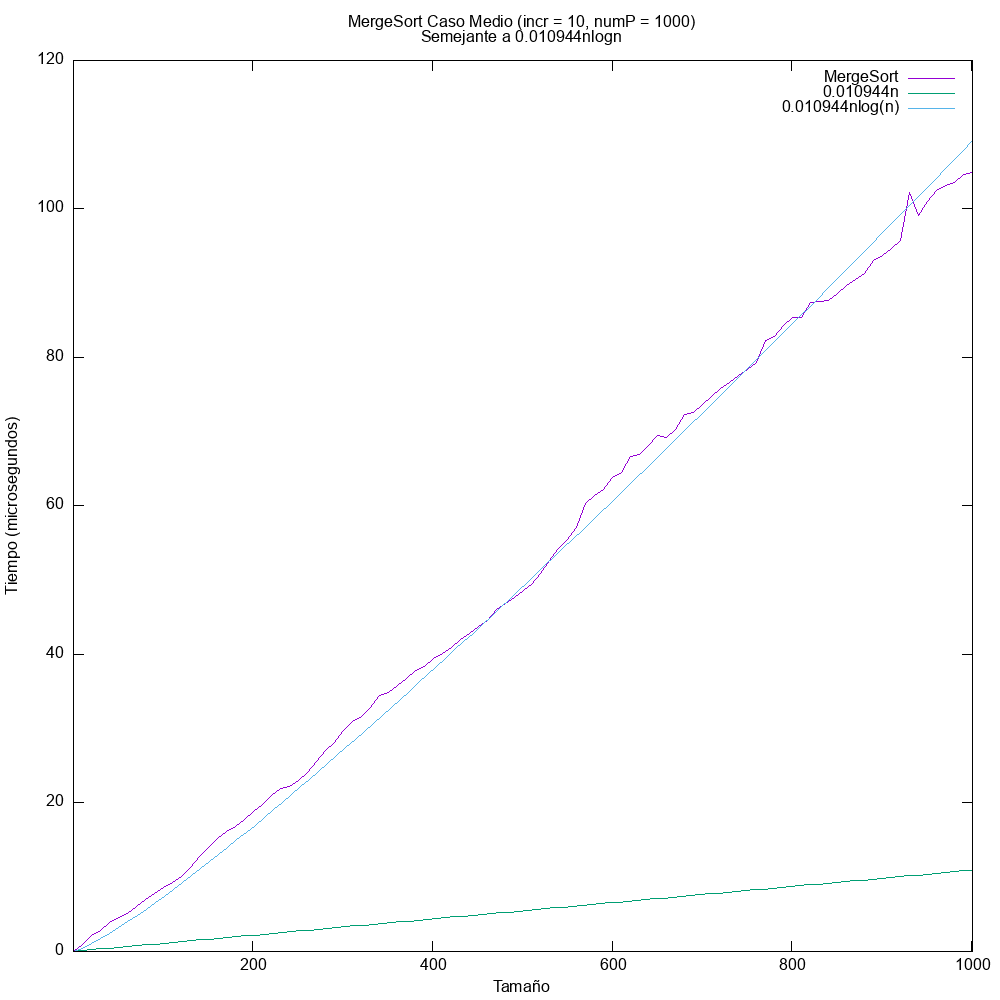 MergeSort Caso Medio (incr = 10, numP = 1000)
Semejante a 0.010944nlogn
MergeSort
0.010944n
0.010944nlog(n)
120
100
80
60
40
20
0
Tiempo (microsegundos)
200
400
600
800
1000
Tamaño